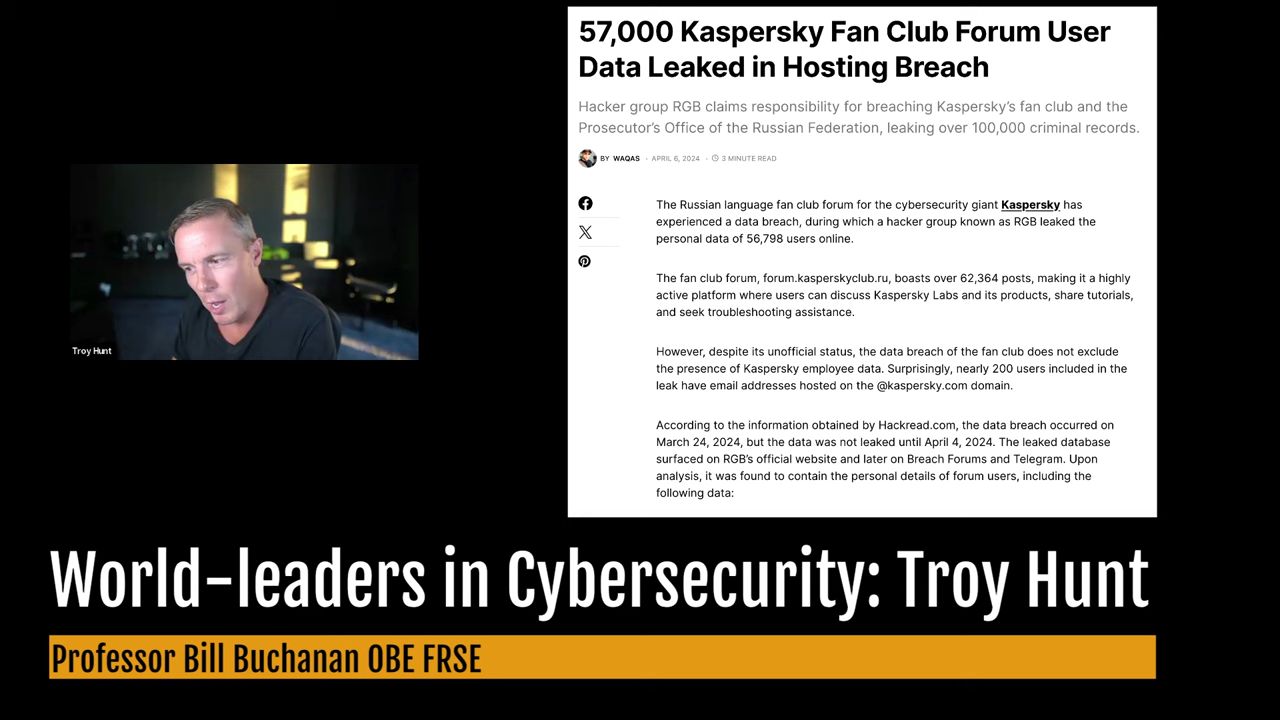 57,000 Kaspersky Fan Club Forum User
Data Leaked in Hosting Breach
Hacker group RGB claims responsibility for breaching Kaspersky's fan club and the
Prosecutor's Office of the Russian Federation, leaking over 100,000 criminal records.
BY WAQAS · APRIL 6, 2024 · 3 MINUTE READ
The Russian language fan club forum for the cybersecurity giant Kaspersky has
experienced a data breach, during which a hacker group known as RGB leaked the
personal data of 56,798 users online.
The fan club forum, forum.kasperskyclub.ru, boasts over 62,364 posts, making it a highly
active platform where users can discuss Kaspersky Labs and its products, share tutorials,
and seek troubleshooting assistance.
However, despite its unofficial status, the data breach of the fan club does not exclude
the presence of Kaspersky employee data. Surprisingly, nearly 200 users included in the
leak have email addresses hosted on the @kaspersky.com domain.
According to the information obtained by Hackread.com, the data breach occurred on
March 24, 2024, but the data was not leaked until April 4, 2024. The leaked database
surfaced on RGB's official website and later on Breach Forums and Telegram. Upon
analysis, it was found to contain the personal details of forum users, including the
following data:
Troy Hunt
World-leaders in Cybersecurity: Troy Hunt
Professor Bill Buchanan OBE FRSE